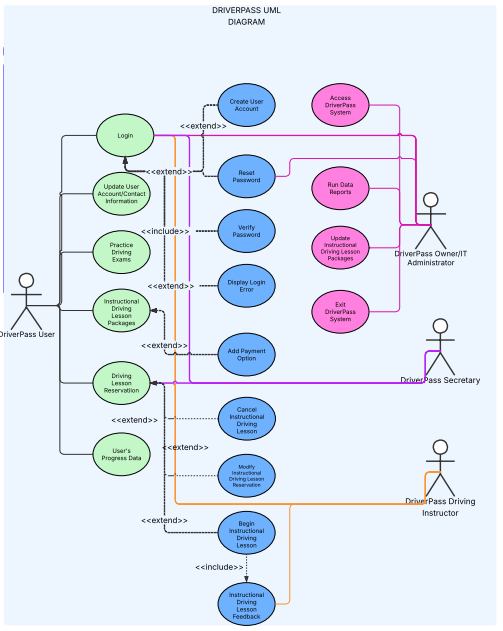 DRIVERPASS UML
DIAGRAM
Create User
Account
Access
DriverPass
System
<<extend>>
Login
<<extend>>
Reset
Password
Run Data
Reports
Update User
Account/Contact
Information
<<include>>
Verify
Password
Practice
Driving
Exams
Update
Instructional
Driving Lesson
Packages
DriverPass Owner/IT
Administrator
<<extend>>
Display Login
Error
Instructional
Driving
Lesson
Packages
Exit
DriverPass
System
DriverPass User
<<extend>>
Add Payment
Option
Driving
Lesson
Reservation
DriverPass Secretary
<<extend>>
Cancel
Instructional
Driving
Lesson
<<extend>>
User's
Progress Data
Modify
Instructional
Driving Lesson
Reservation
DriverPass Driving
Instructor
<<extend>>
Begin
Instructional
Driving
Lesson
<<include>>
Instructional
Driving
Lesson
Feedback